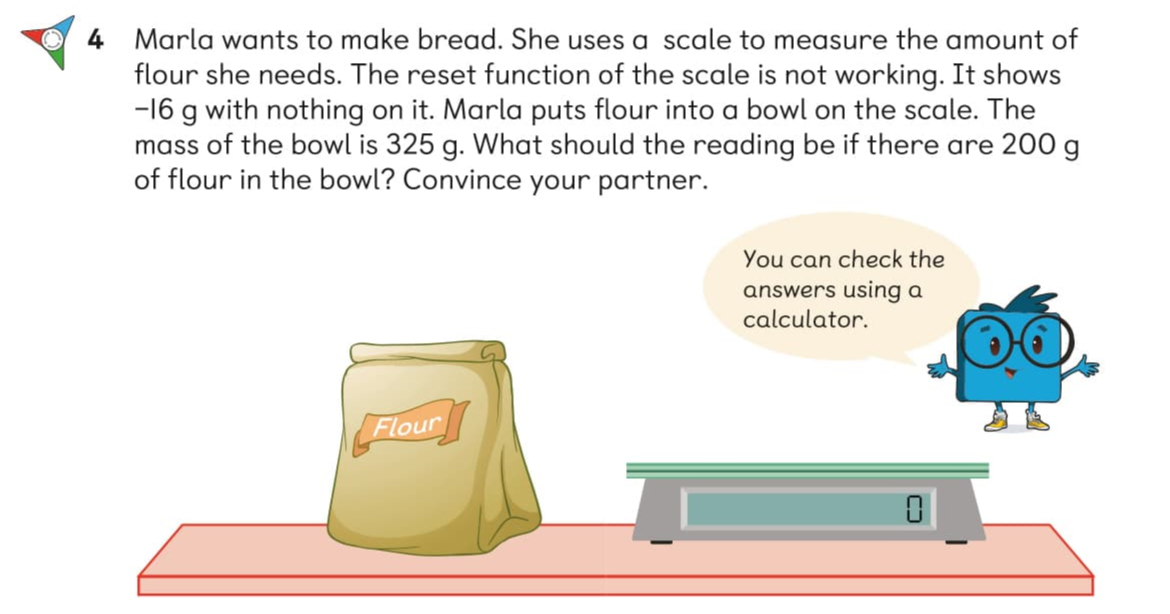 4 Marla wants to make bread. She uses a scale to measure the amount of
flour she needs. The reset function of the scale is not working. It shows
–16 g with nothing on it. Marla puts flour into a bowl on the scale. The
mass of the bowl is 325 g. What should the reading be if there are 200 g
of flour in the bowl? Convince your partner.
You can check the
answers using a
calculator.
Flour
0